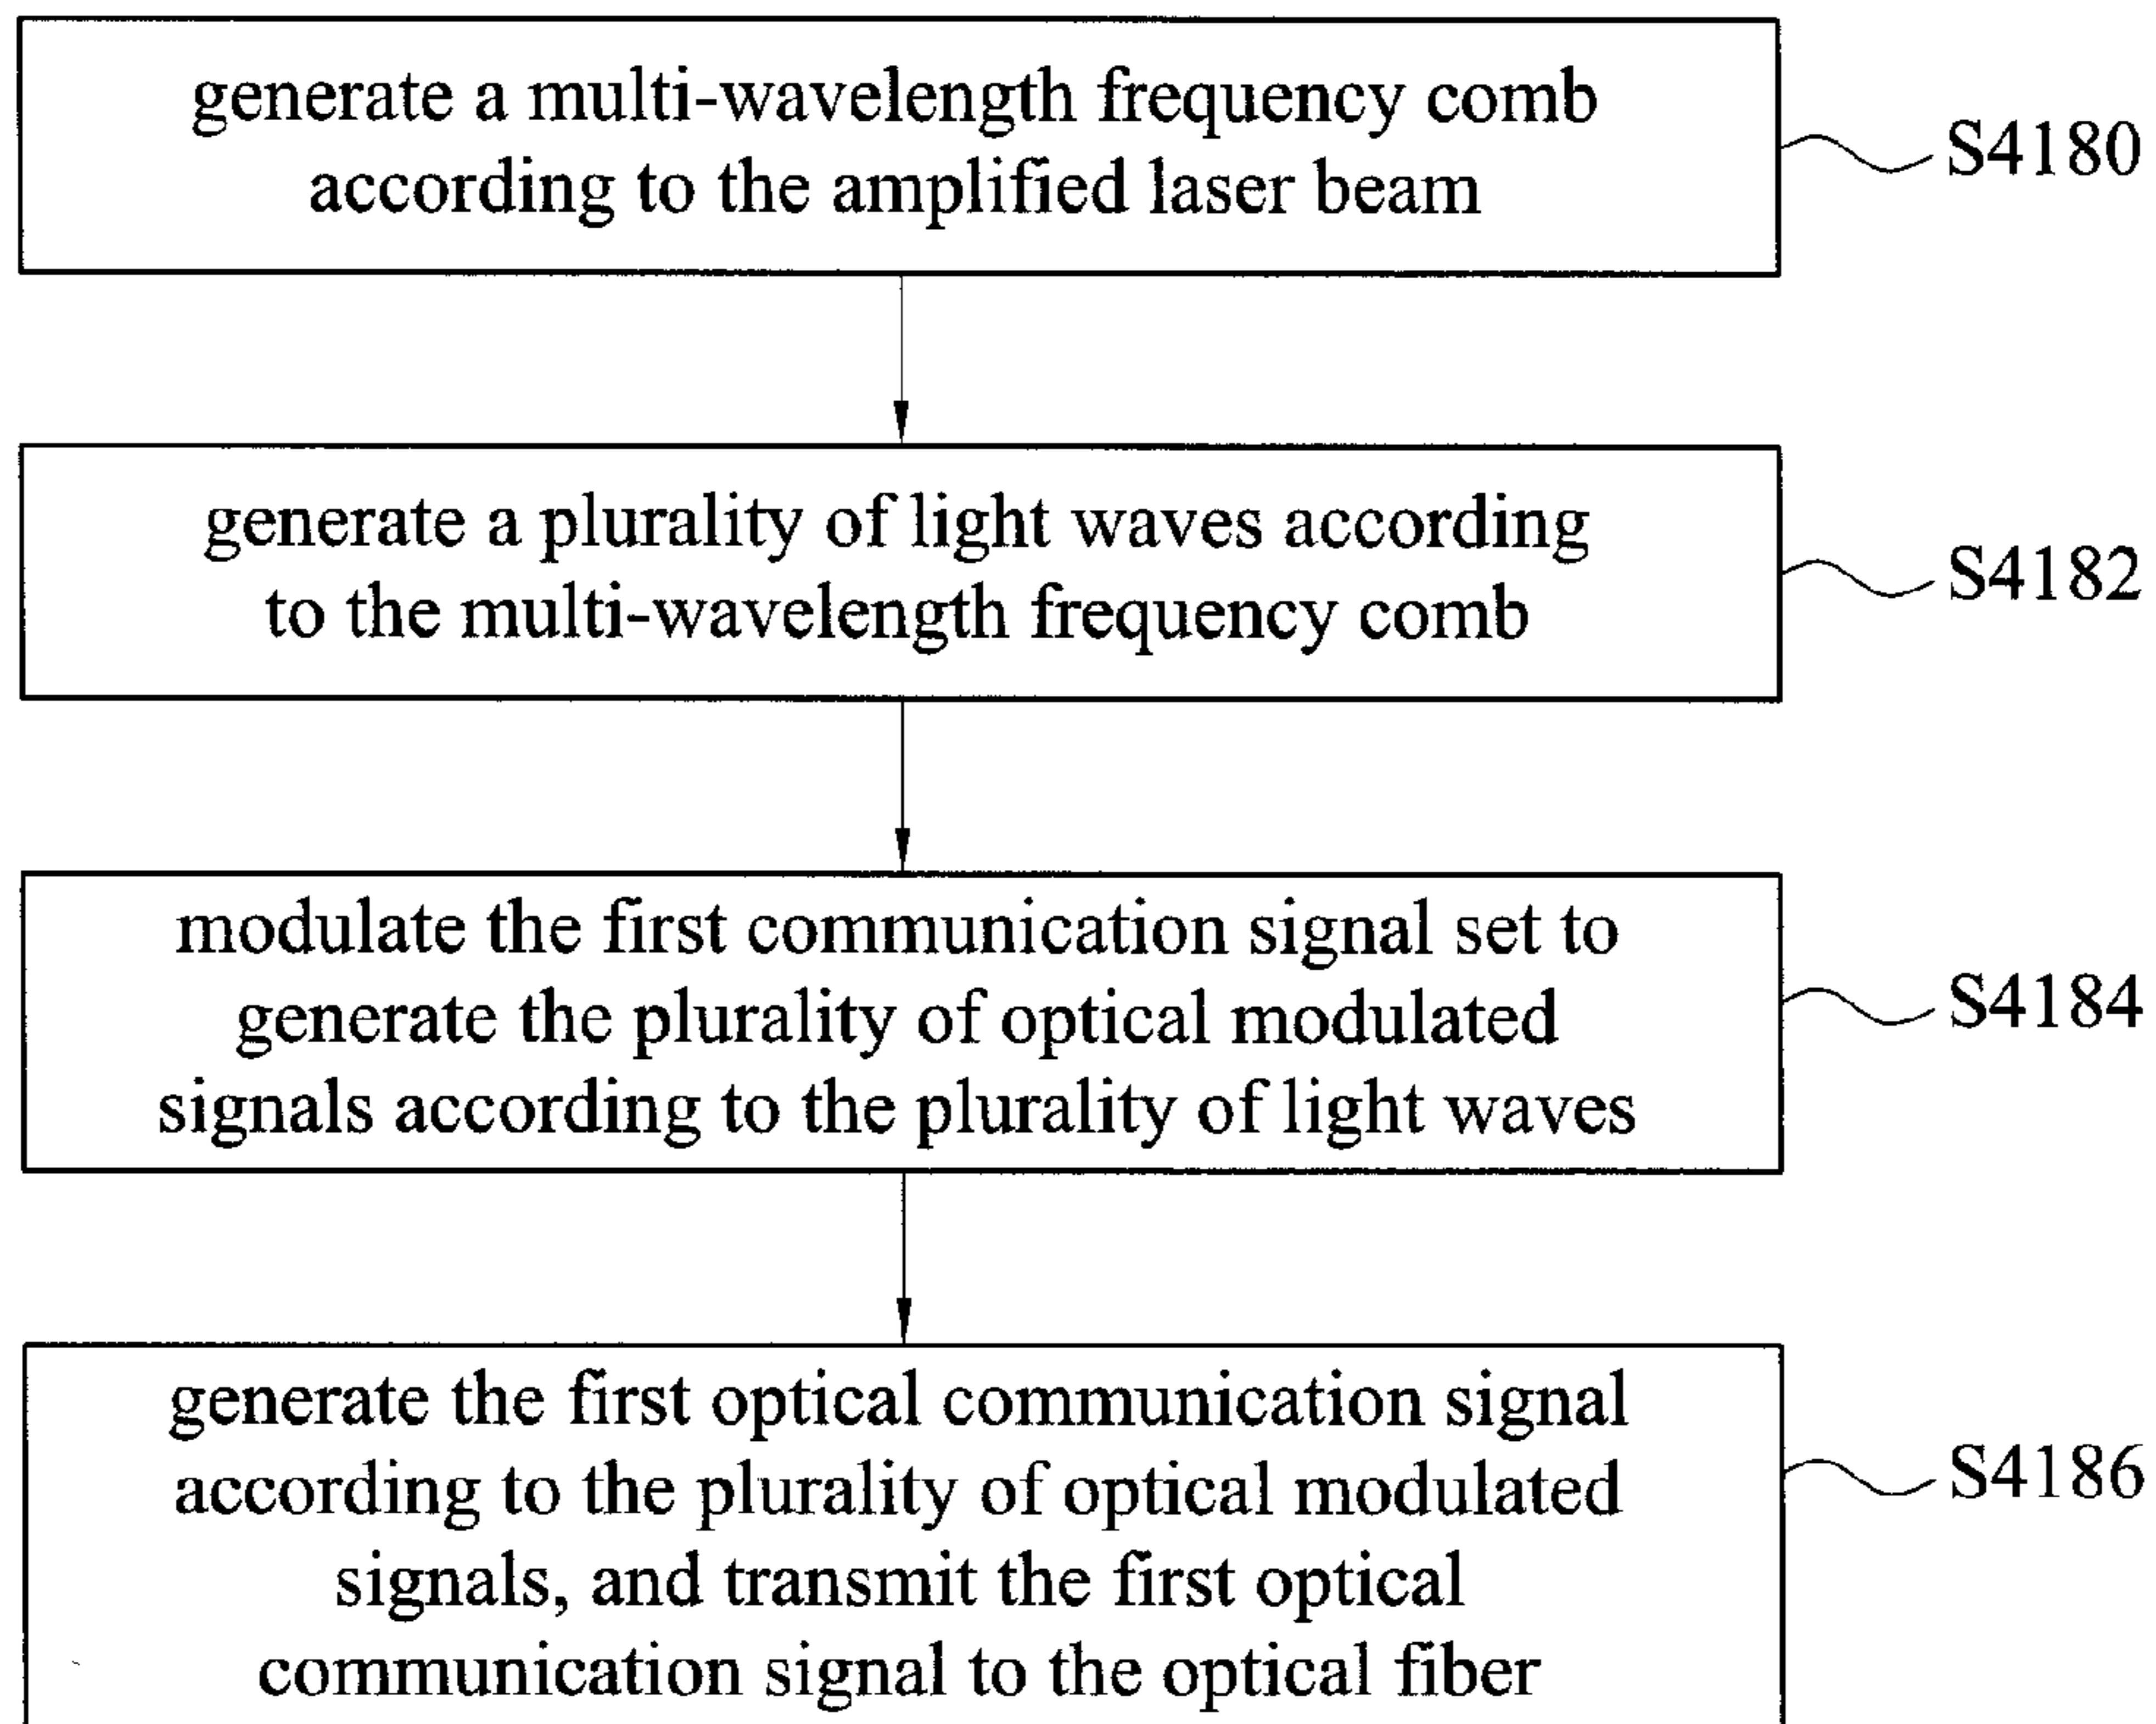 generate a multi-wavelength frequency comb
according to the amplified laser beam
S4180
generate a plurality of light waves according
to the multi-wavelength frequency comb
S4182
modulate the first communication signal set to
generate the plurality of optical modulated
signals according to the plurality of light waves
S4184
generate the first optical communication signal
according to the plurality of optical modulated
signals, and transmit the first optical
communication signal to the optical fiber
S4186